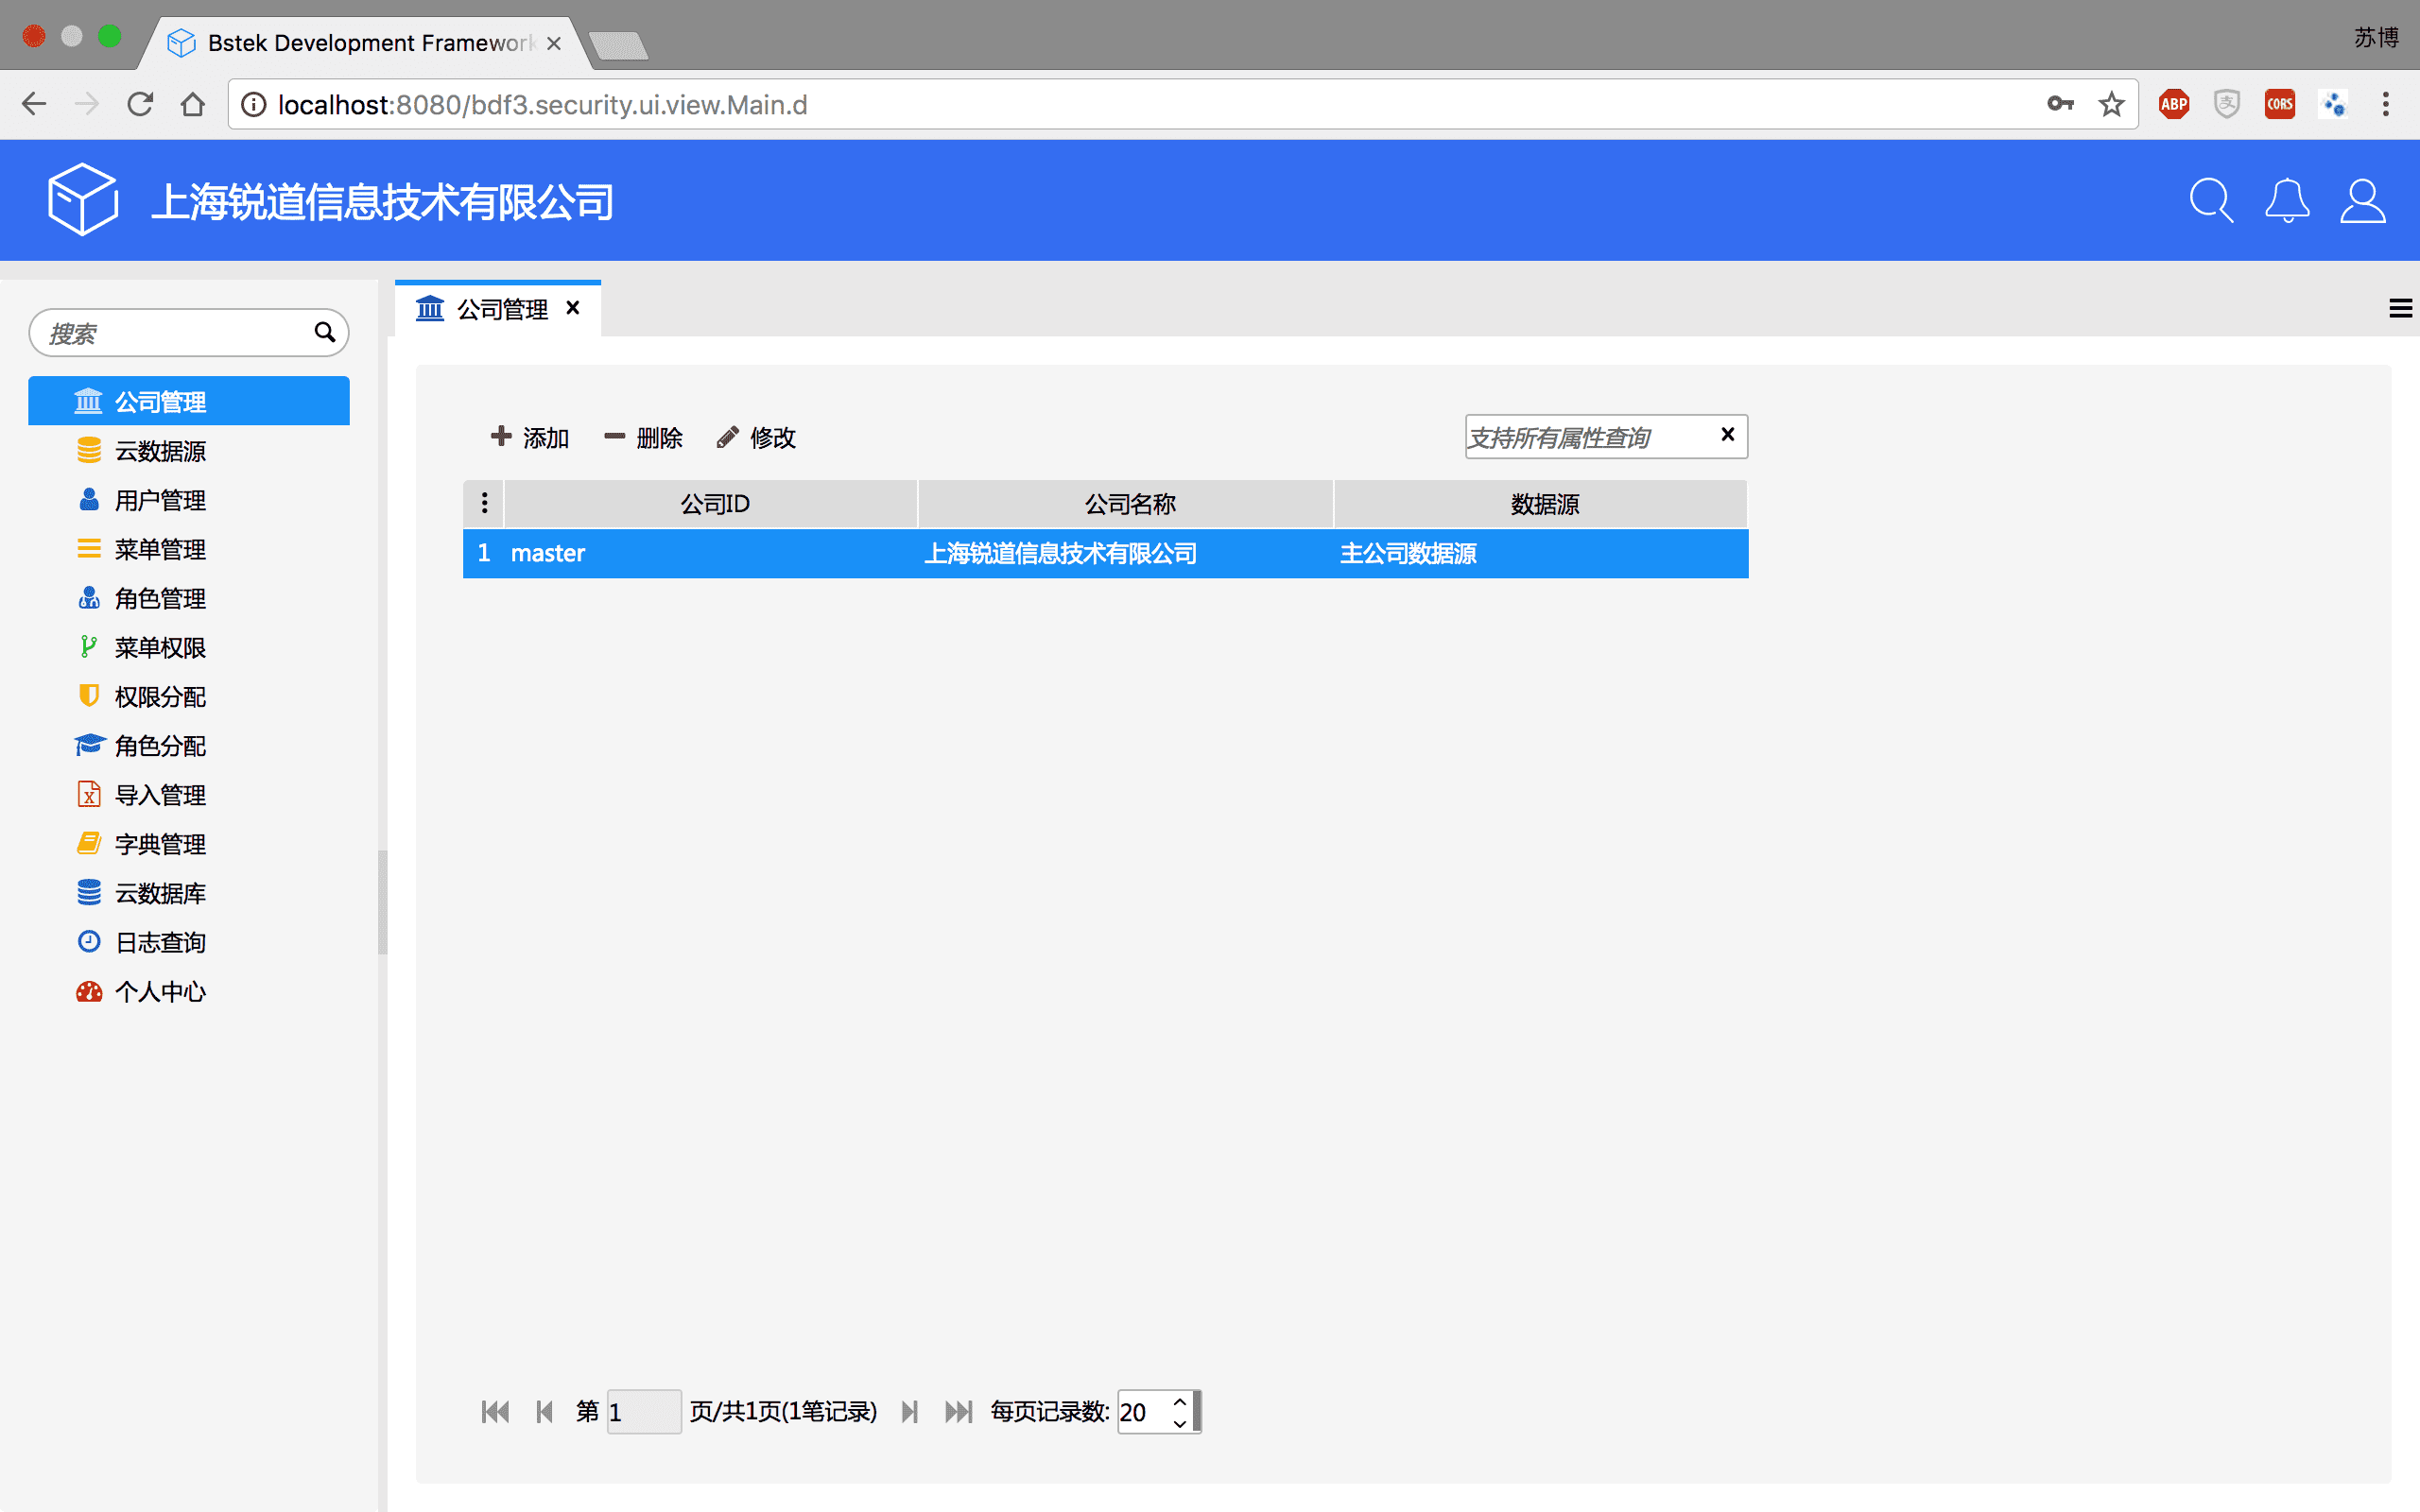 苏博
Bstek Development Framework
localhost:8080/bdf3.security.ui.view.Main.d
ABP
支
CORS
上海锐道信息技术有限公司
搜索
公司管理
云数据源
用户管理
菜单管理
角色管理
菜单权限
权限分配
角色分配
导入管理
字典管理
云数据库
日志查询
个人中心
公司管理
添加 删除 修改 支持所有属性查询
公司ID 公司名称 数据源
1 master 上海锐道信息技术有限公司 主公司数据源
第 1 页/共1页(1笔记录) 每页记录数: 20